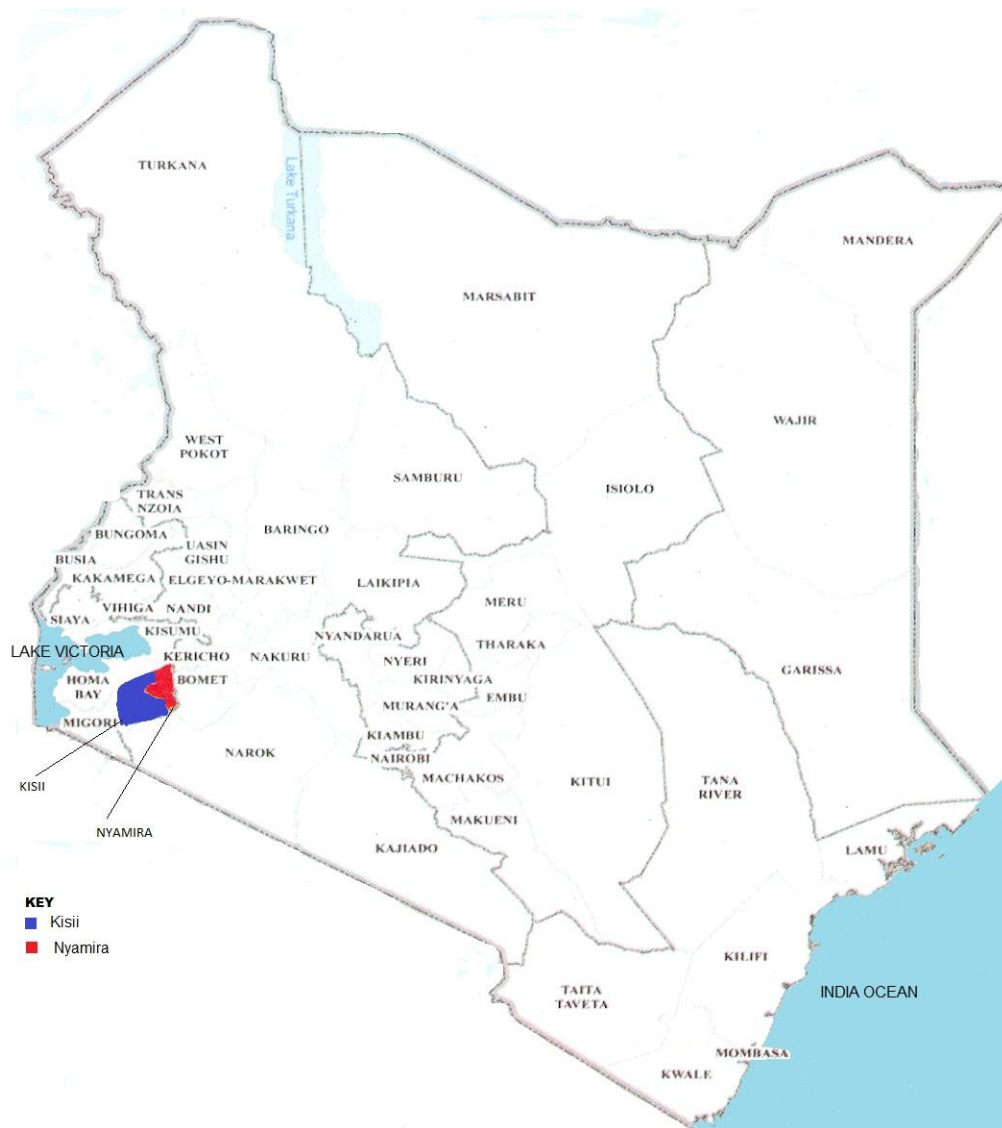 TURKANA
Lake Turkana
MANDERA
MARSABIT
WAJIR
WEST
POKOT
SAMBURU
ISIOLO
TRANS
NZOIA
BARINGO
BUNGOMA
UASIN
GISHU
BUSIA
KAKAMEGA
ELGEYO-MARAKWET
LAIKIPIA
MERU
VIHIGA
NANDI
SIAYA
KISUMU
NYANDARUA
THARAKA
LAKE VICTORIA
KERICHO
NAKURU
NYERI
GARISSA
HOMA
BAY
BOMET
KIRINYAGA
EMBU
MURANG'A
MIGORI
KIAMBU
NAROK
NAIROBI
MACHAKOS
KITUI
TANA
RIVER
KISII
MAKUENI
NYAMIRA
KAJIADO
LAMU
KEY
Kisii
Nyamira
KILIFI
TAITA
TAVETA
INDIA OCEAN
MOMBASA
KWALE